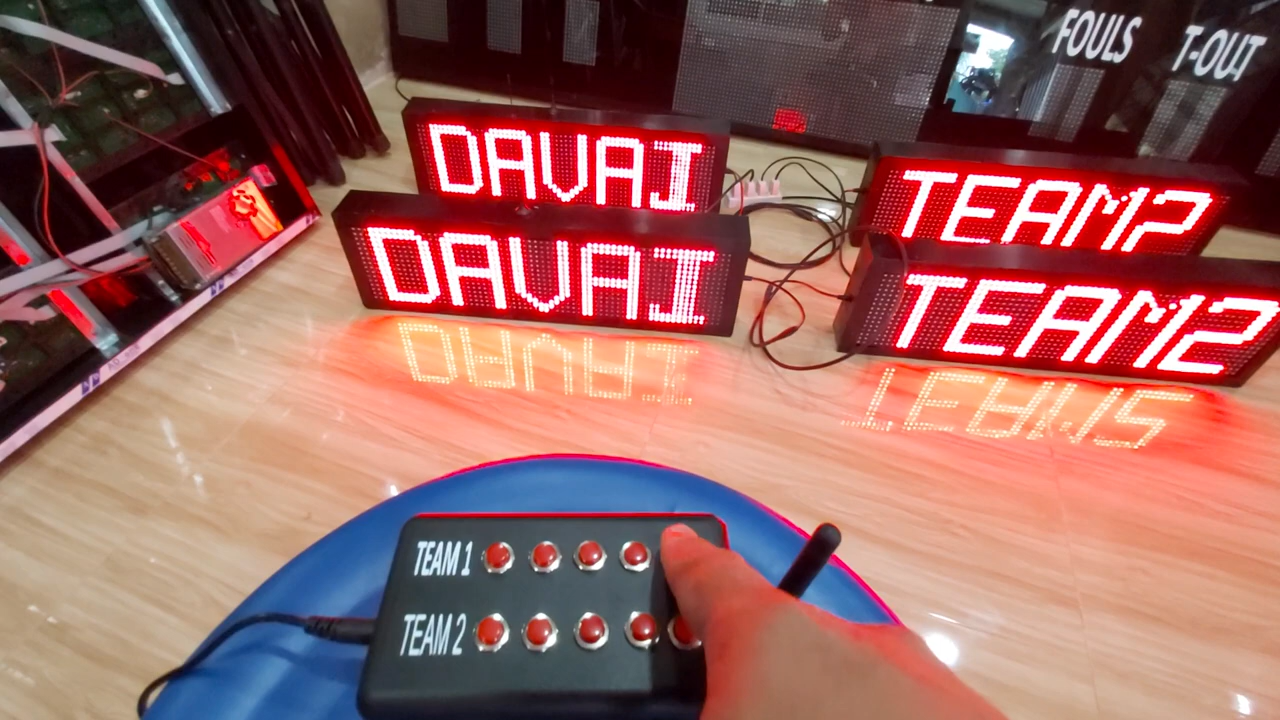 FOULS T-OUT
DAVAI
TEAM2
DAVAI
TEAM2
TEAM 1
TEAM 2